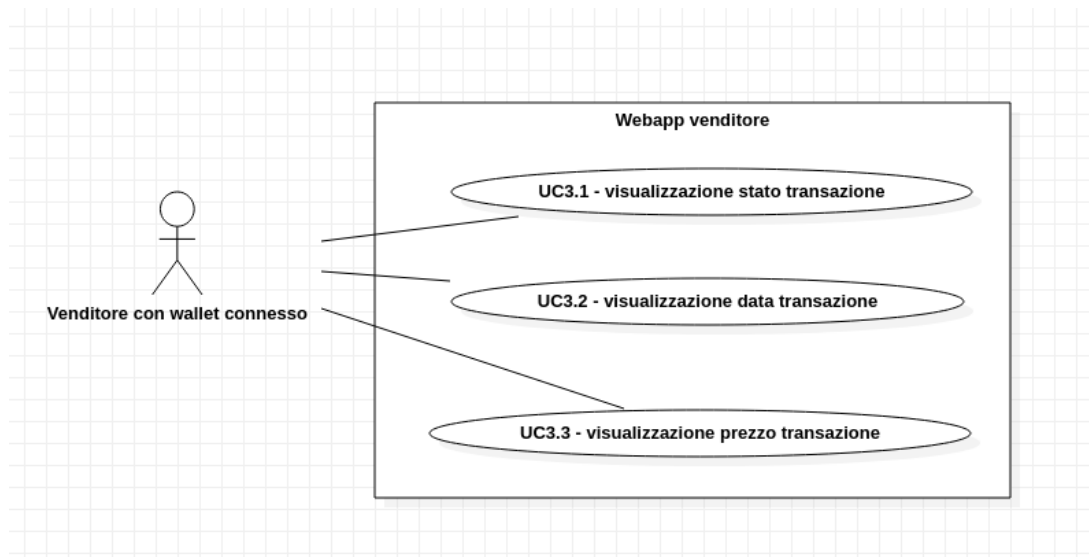 Webapp venditore
UC3.1 - visualizzazione stato transazione
UC3.2 - visualizzazione data transazione
Venditore con wallet connesso
UC3.3 - visualizzazione prezzo transazione